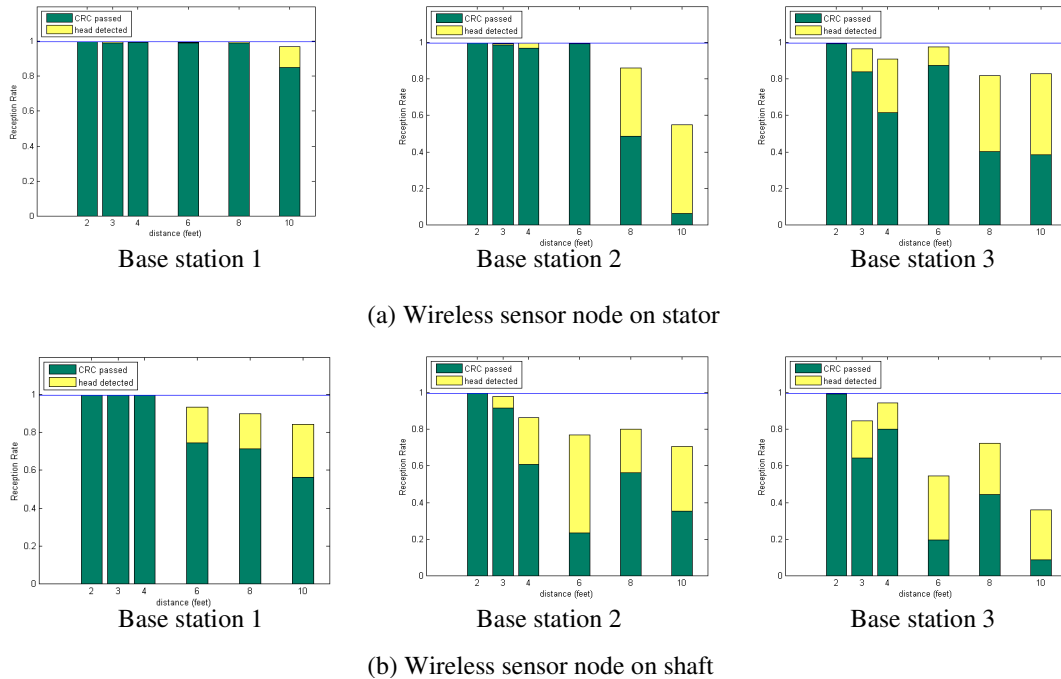 CRC passed
head detected
Reception Rate
1
0.8
0.6
0.4
0.2
0
2 3 4 6 8 10
distance (feet)
Base station 1
CRC passed
head detected
Reception Rate
1
0.8
0.6
0.4
0.2
0
2 3 4 6 8 10
distance (feet)
Base station 2
CRC passed
head detected
Reception Rate
1
0.8
0.6
0.4
0.2
0
2 3 4 6 8 10
distance (feet)
Base station 3
(a) Wireless sensor node on stator
CRC passed
head detected
Reception Rate
1
0.8
0.6
0.4
0.2
0
2 3 4 6 8 10
distance (feet)
Base station 1
CRC passed
head detected
Reception Rate
1
0.8
0.6
0.4
0.2
0
2 3 4 6 8 10
distance (feet)
Base station 2
CRC passed
head detected
Reception Rate
1
0.8
0.6
0.4
0.2
0
2 3 4 6 8 10
distance (feet)
Base station 3
(b) Wireless sensor node on shaft